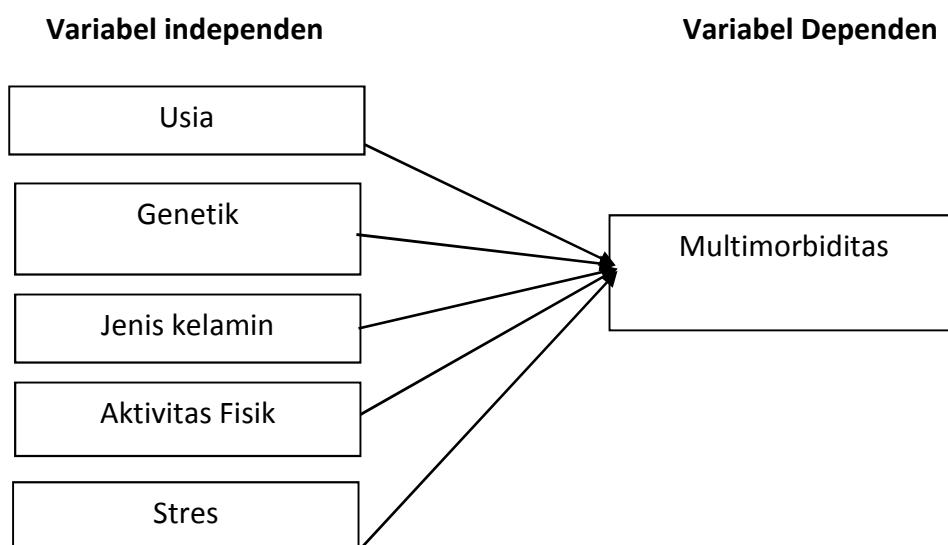 Variabel independen
Variabel Dependen
Usia
Genetik
Jenis kelamin
Aktivitas Fisik
Stres
Multimorbiditas